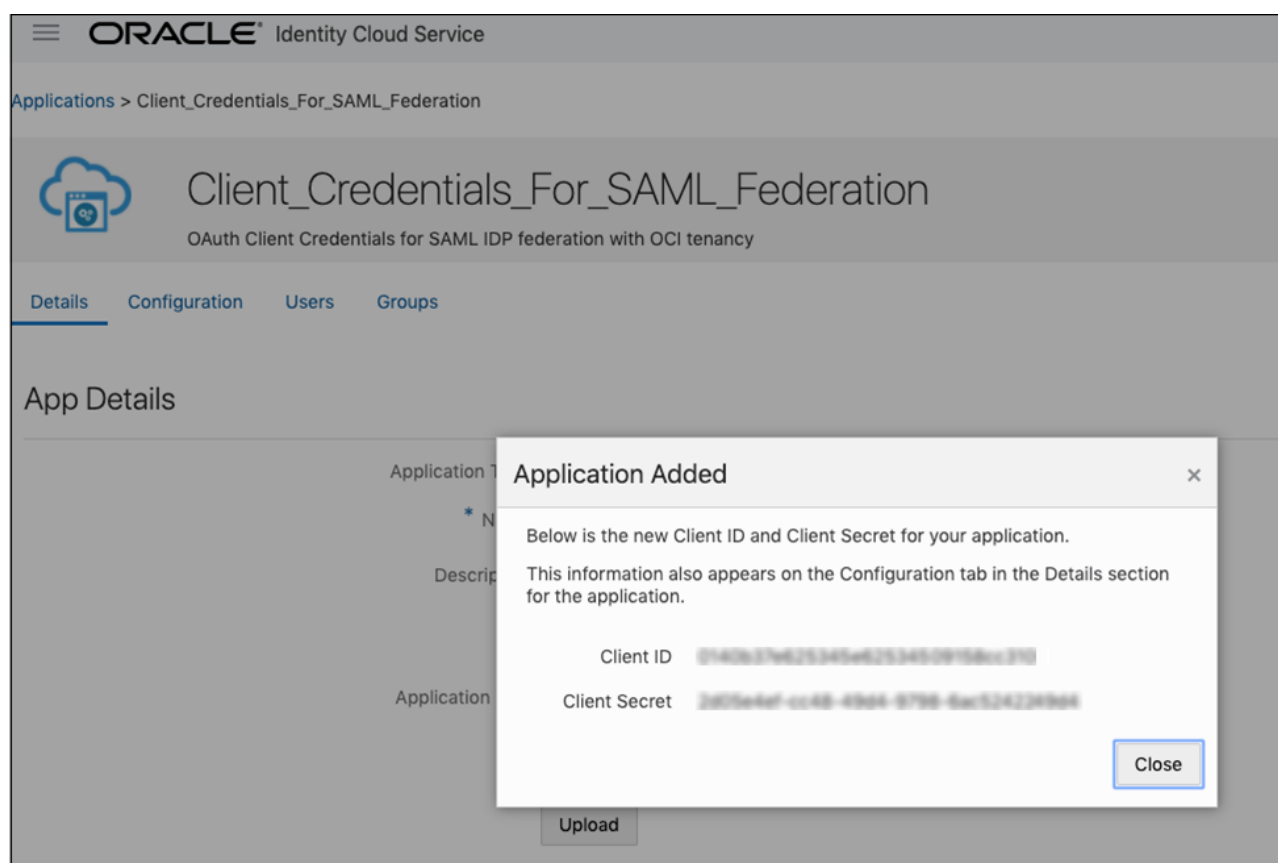 ORACLE® Identity Cloud Service
Applications > Client_Credentials_For_SAML_Federation
Client_Credentials_For_SAML_Federation
OAuth Client Credentials for SAML IDP federation with OCI tenancy
Details Configuration Users Groups
App Details
Application
Application Added ×
* N
Below is the new Client ID and Client Secret for your application.
Descrip
This information also appears on the Configuration tab in the Details section
for the application.
Client ID
Application
Client Secret
Close
Upload